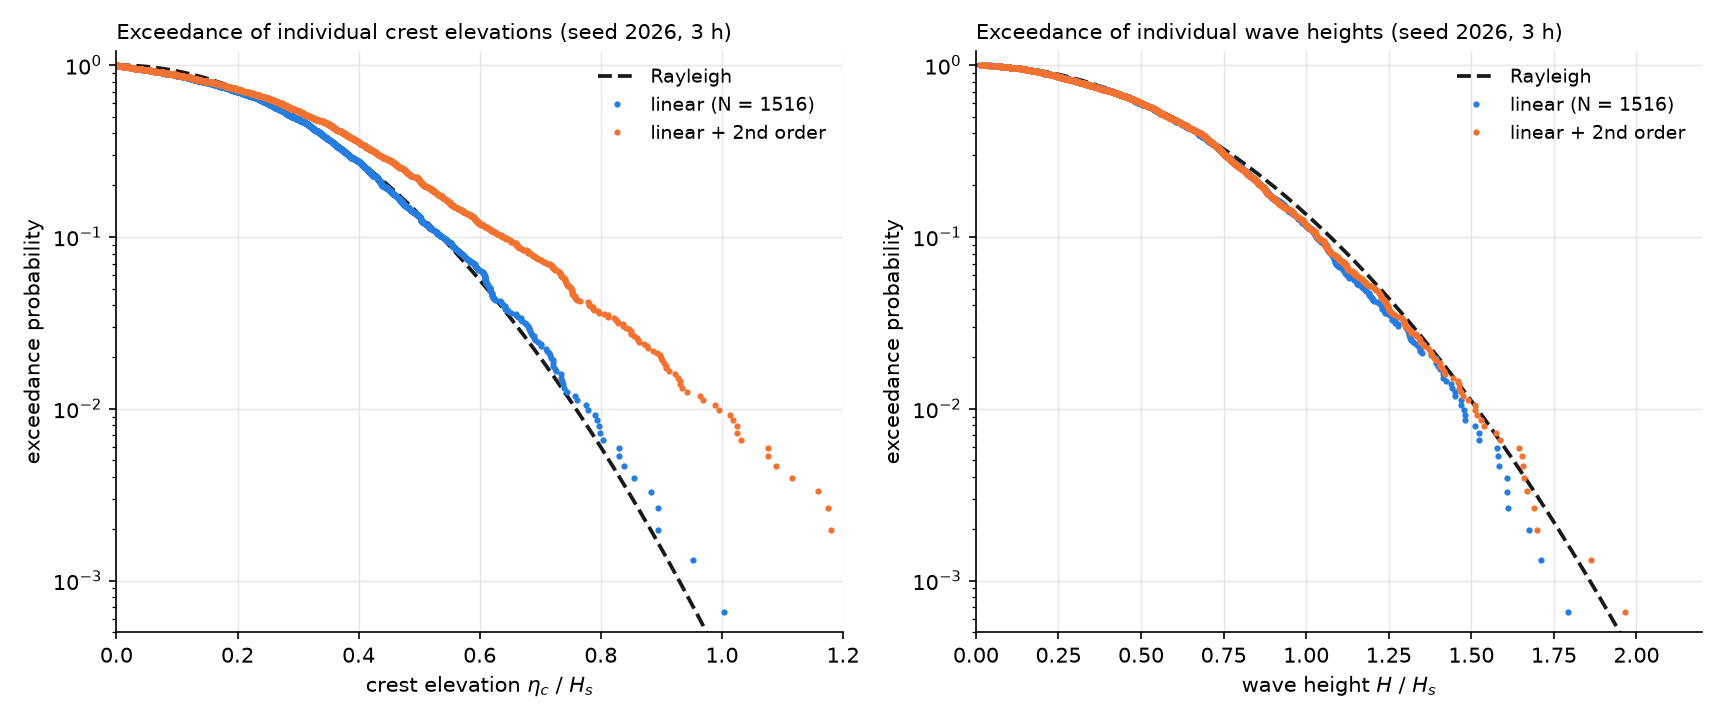 Exceedance of individual crest elevations (seed 2026, 3 h)
Rayleigh
linear (N = 1516)
linear + 2nd order
exceedance probability
10⁰
10⁻¹
10⁻²
10⁻³
0.0 0.2 0.4 0.6 0.8 1.0 1.2
crest elevation η_c / H_s
Exceedance of individual wave heights (seed 2026, 3 h)
Rayleigh
linear (N = 1516)
linear + 2nd order
exceedance probability
10⁰
10⁻¹
10⁻²
10⁻³
0.00 0.25 0.50 0.75 1.00 1.25 1.50 1.75 2.00
wave height H / H_s